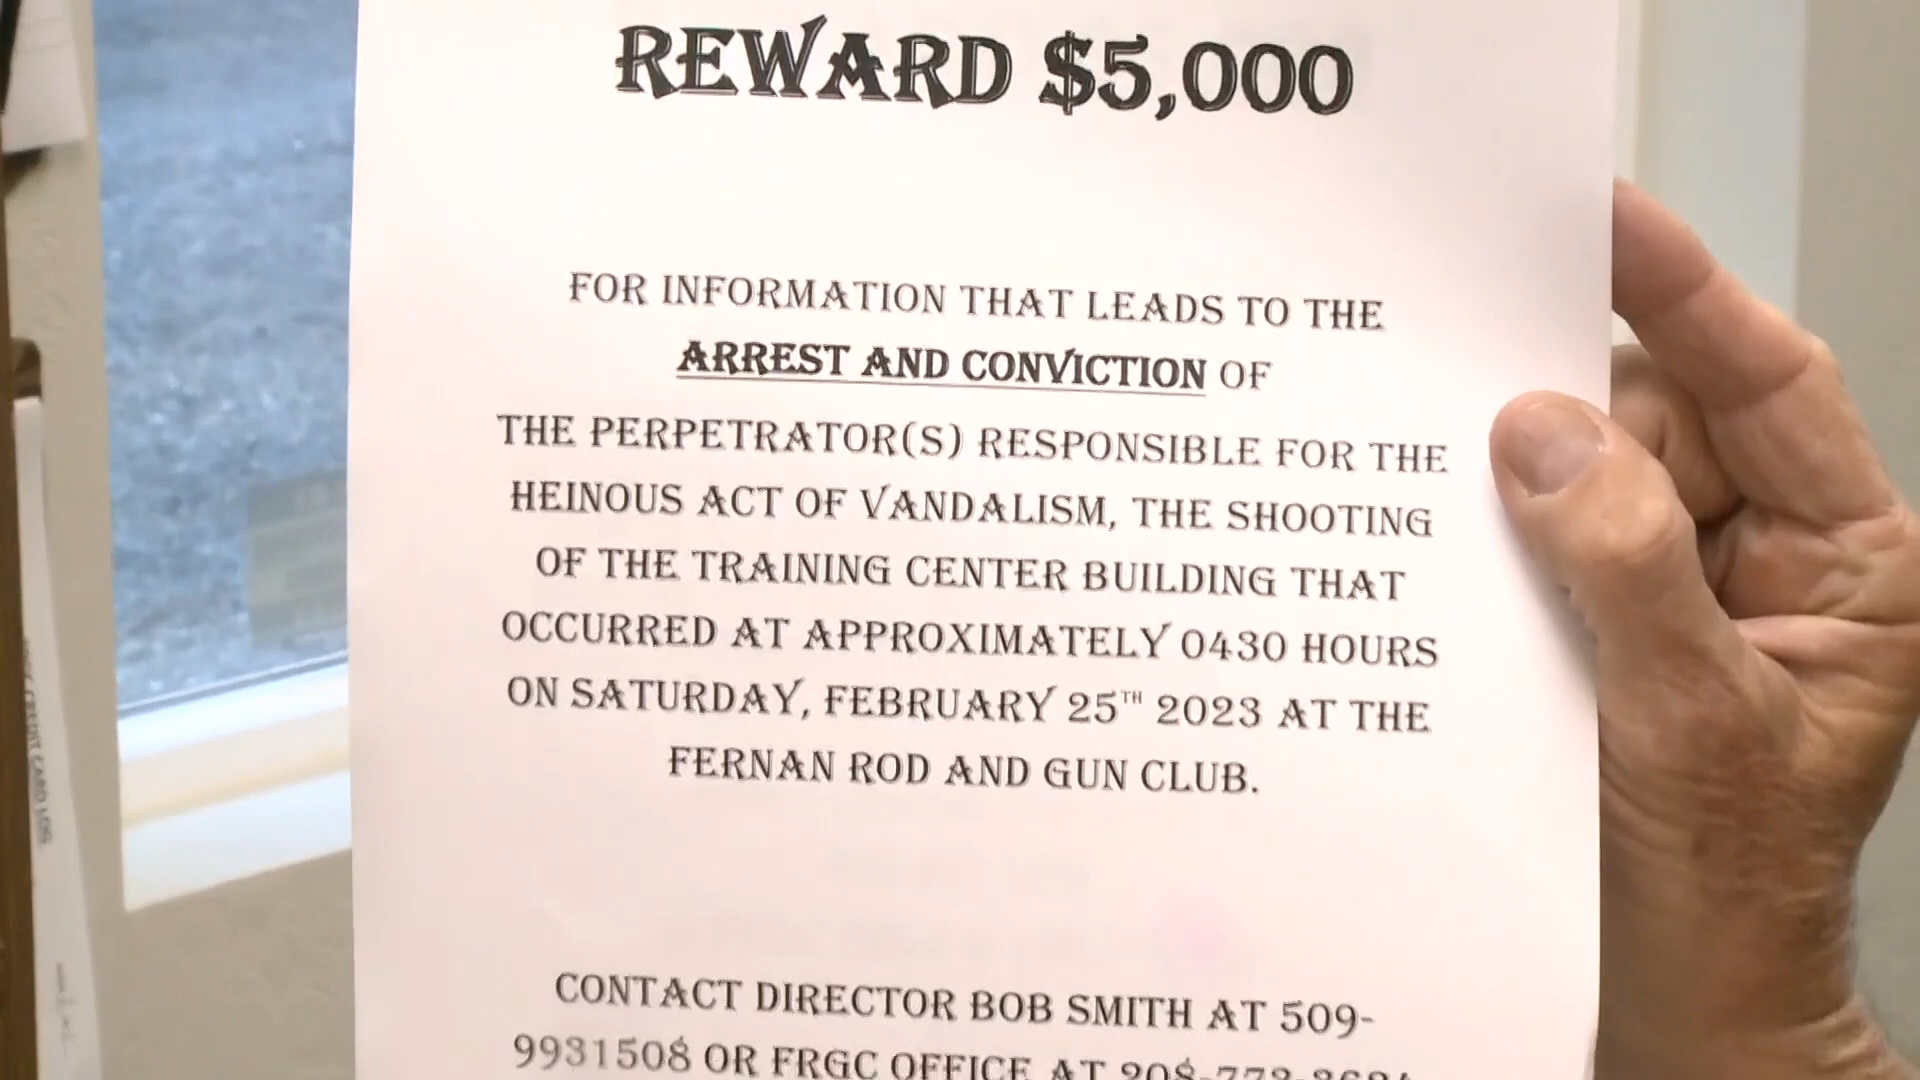 REWARD $5,000
FOR INFORMATION THAT LEADS TO THE
ARREST AND CONVICTION OF
THE PERPETRATOR(S) RESPONSIBLE FOR THE
HEINOUS ACT OF VANDALISM, THE SHOOTING
OF THE TRAINING CENTER BUILDING THAT
OCCURRED AT APPROXIMATELY 0430 HOURS
ON SATURDAY, FEBRUARY 25TH 2023 AT THE
FERNAN ROD AND GUN CLUB.
CONTACT DIRECTOR BOB SMITH AT 509-
9931508 OR FRGC OFFICE AT
CREDIT CARD LOG